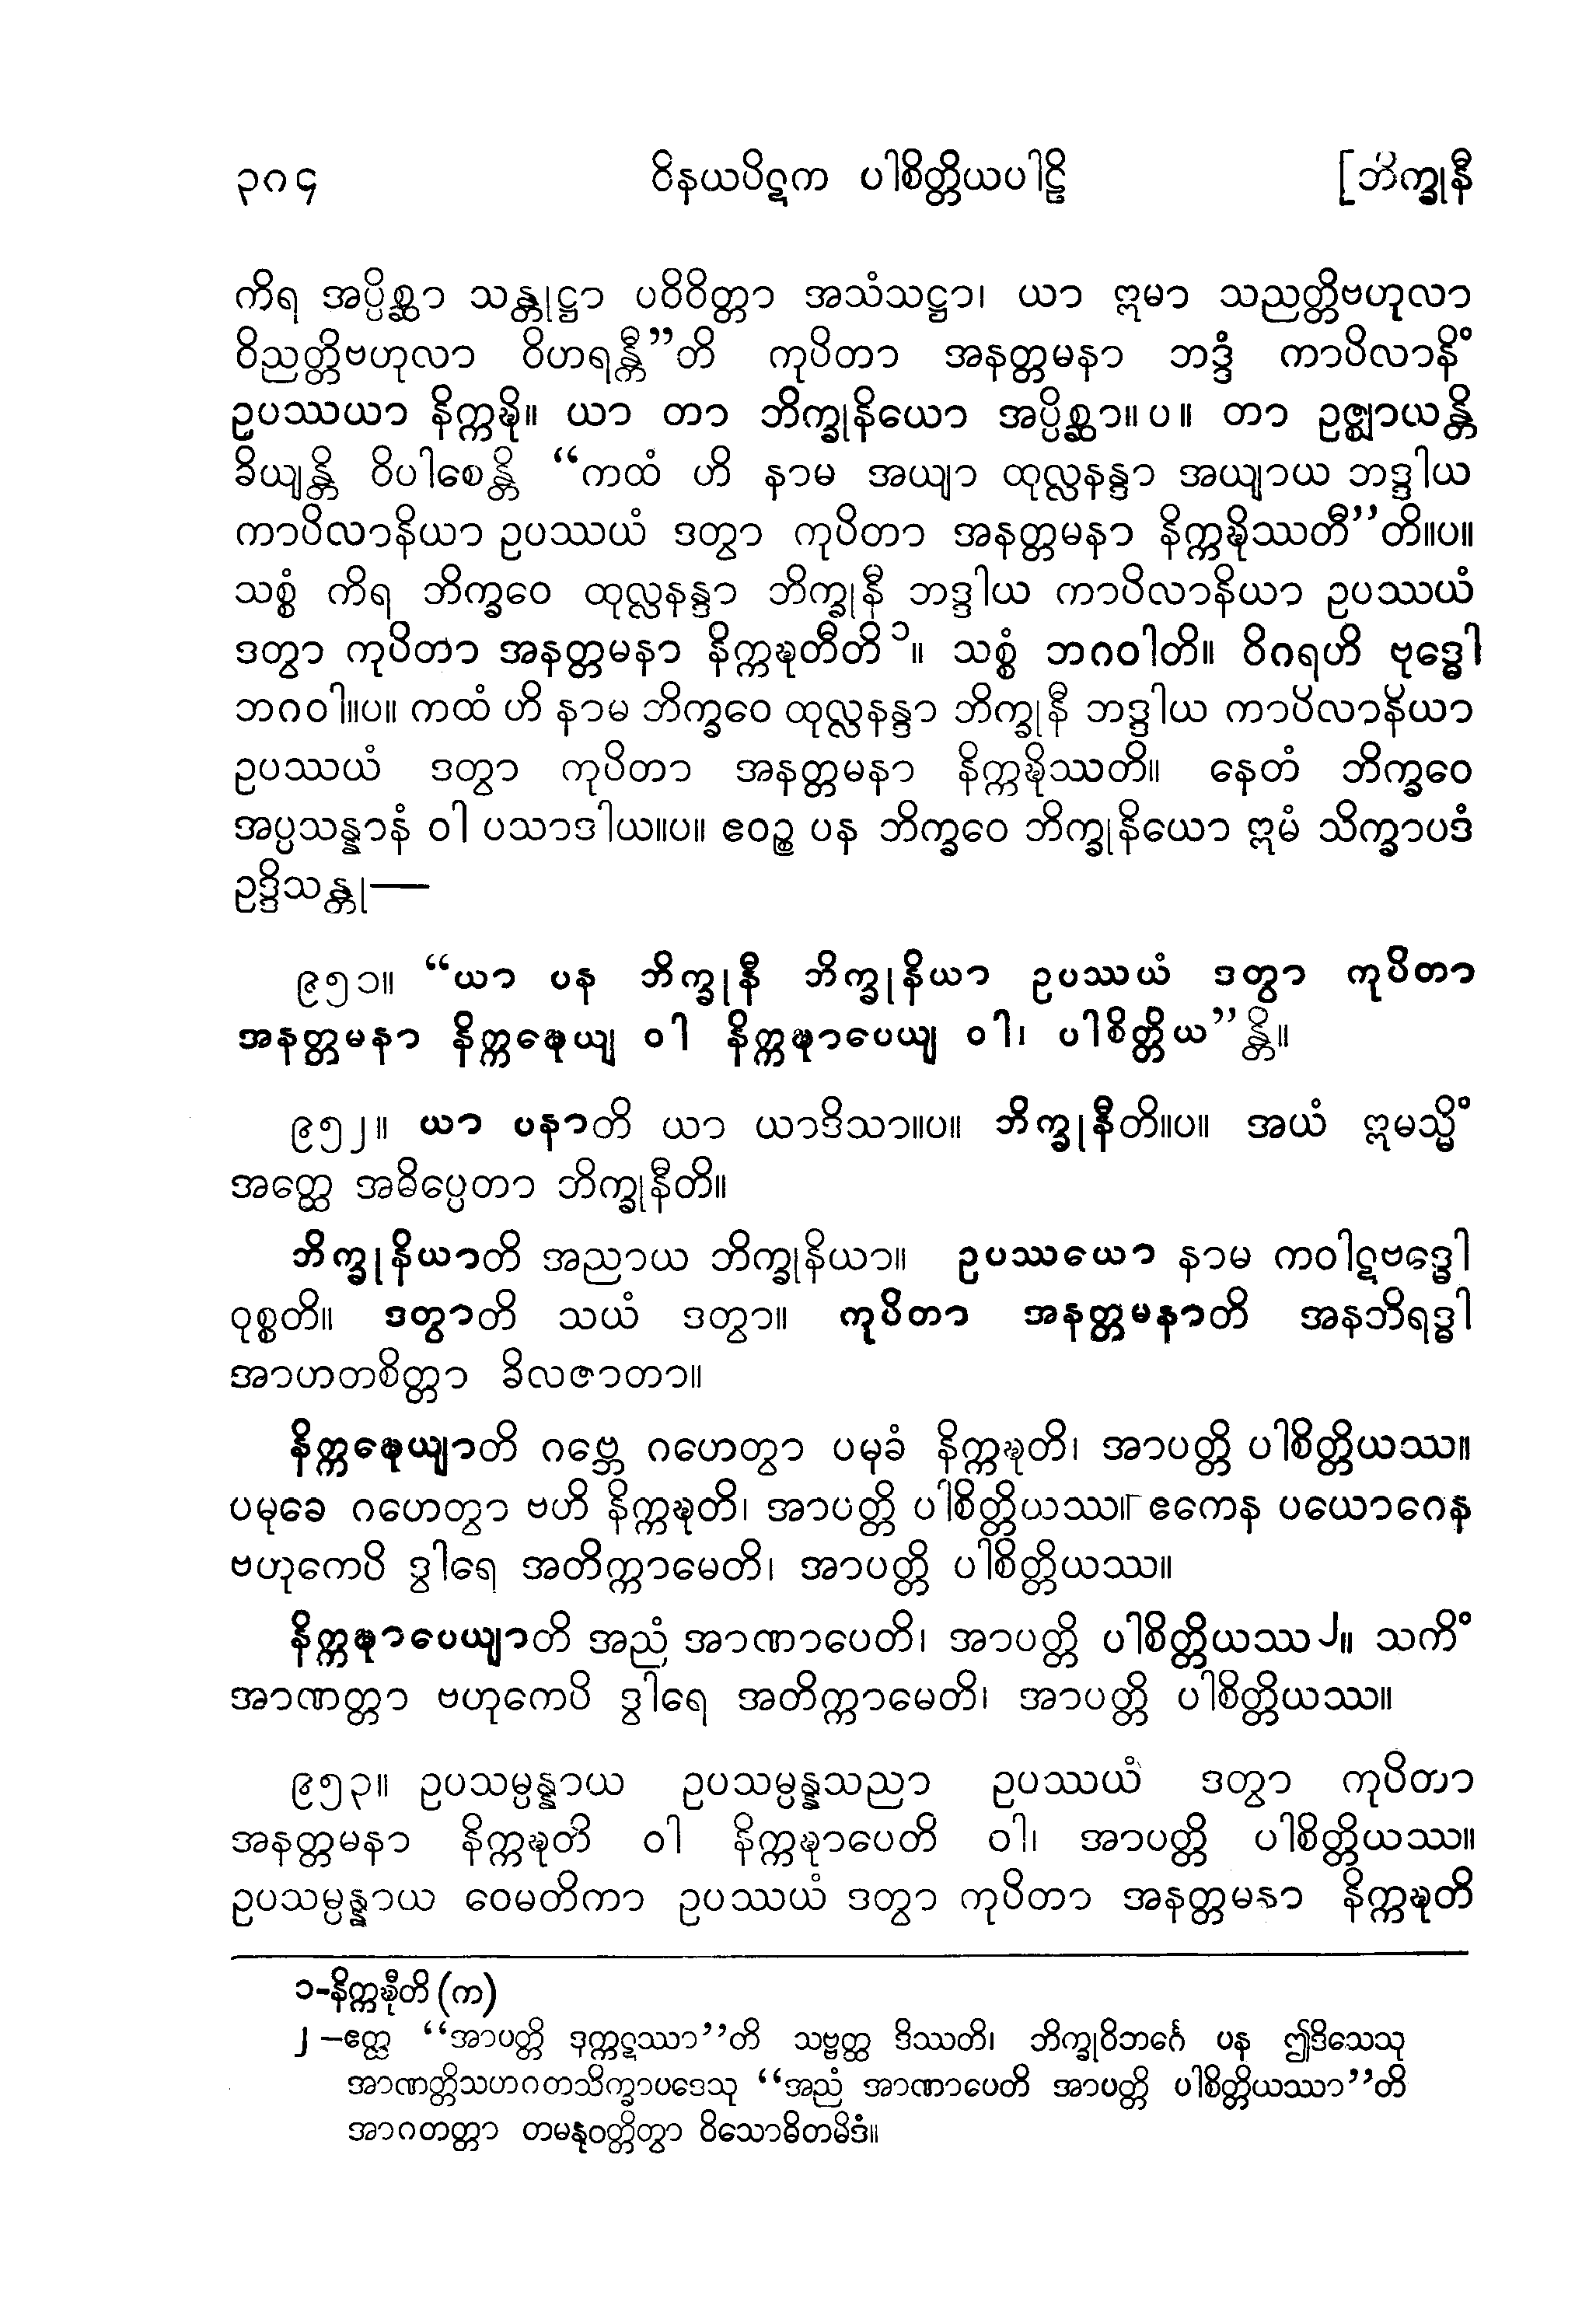 ၃၀၄ ဝိနယပိဋက ပါစိတ္တိယပါဠိ [ဘိက္ခုနီ
ကိရ အပ္ပိစ္ဆာ သန္တုဋ္ဌာ ပဝိဝိတ္တာ အသံသဋ္ဌာ၊ ယာ ဣမာ သညတ္တိဗဟုလာ
ဝိညတ္တိဗဟုလာ ဝိဟရန္တီ”တိ ကုပိတာ အနတ္တမနာ ဘဒ္ဒံ ကာပိလာနိံ
ဥပဿယာ နိက္ကဍ္ဎိ။ ယာ တာ ဘိက္ခုနိယော အပ္ပိစ္ဆာ။ ပ။ တာ ဥဇ္ဈာယန္တိ
ခိယျန္တိ ဝိပါစေန္တိ “ကထံ ဟိ နာမ အယျာ ထုလ္လနန္ဒာ အယျာယ ဘဒ္ဒါယ
ကာပိလာနိယာ ဥပဿယံ ဒတွာ ကုပိတာ အနတ္တမနာ နိက္ကဍ္ဎိဿတီ”တိ။ပ။
သစ္စံ ကိရ ဘိက္ခဝေ ထုလ္လနန္ဒာ ဘိက္ခုနီ ဘဒ္ဒါယ ကာပိလာနိယာ ဥပဿယံ
ဒတွာ ကုပိတာ အနတ္တမနာ နိက္ကဍ္ဎတီတိ၁။ သစ္စံ ဘဂဝါတိ။ ဝိဂရဟိ ဗုဒ္ဓေါ
ဘဂဝါ။ပ။ ကထံ ဟိ နာမ ဘိက္ခဝေ ထုလ္လနန္ဒာ ဘိက္ခုနီ ဘဒ္ဒါယ ကာပိလာနိယာ
ဥပဿယံ ဒတွာ ကုပိတာ အနတ္တမနာ နိက္ကဍ္ဎိဿတိ။ နေတံ ဘိက္ခဝေ
အပ္ပသန္နာနံ ဝါ ပသာဒါယ။ပ။ ဧဝဉ္စ ပန ဘိက္ခဝေ ဘိက္ခုနိယော ဣမံ သိက္ခာပဒံ
ဥဒ္ဒိသန္တု—
၉၅၁။ “ယာ ပန ဘိက္ခုနီ ဘိက္ခုနိယာ ဥပဿယံ ဒတွာ ကုပိတာ
အနတ္တမနာ နိက္ကဍ္ဎေယျ ဝါ နိက္ကဍ္ဎာပေယျ ဝါ၊ ပါစိတ္တိယ”န္တိ။
၉၅၂။ ယာ ပနာတိ ယာ ယာဒိသာ။ပ။ ဘိက္ခုနီတိ။ပ။ အယံ ဣမသ္မိံ
အတ္ထေ အဓိပ္ပေတာ ဘိက္ခုနီတိ။
ဘိက္ခုနိယာတိ အညာယ ဘိက္ခုနိယာ။ ဥပဿယော နာမ ကဝါဋဗဒ္ဓေါ
ဝုစ္စတိ။ ဒတွာတိ သယံ ဒတွာ။ ကုပိတာ အနတ္တမနာတိ အနဘိရဒ္ဓါ
အာဟတစိတ္တာ ခိလဇာတာ။
နိက္ကဍ္ဎေယျာတိ ဂဗ္ဘေ ဂဟေတွာ ပမုခံ နိက္ကဍ္ဎတိ၊ အာပတ္တိ ပါစိတ္တိယဿ။
ပမုခေ ဂဟေတွာ ဗဟိ နိက္ကဍ္ဎတိ၊ အာပတ္တိ ပါစိတ္တိယဿ။ ဧကေန ပယောဂေန
ဗဟုကေပိ ဒွါရေ အတိက္ကာမေတိ၊ အာပတ္တိ ပါစိတ္တိယဿ။
နိက္ကဍ္ဎာပေယျာတိ အညံ အာဏာပေတိ၊ အာပတ္တိ ပါစိတ္တိယဿ၂။ သကိံ
အာဏတ္တာ ဗဟုကေပိ ဒွါရေ အတိက္ကာမေတိ၊ အာပတ္တိ ပါစိတ္တိယဿ။
၉၅၃။ ဥပသမ္ပန္နာယ ဥပသမ္ပန္နသညာ ဥပဿယံ ဒတွာ ကုပိတာ
အနတ္တမနာ နိက္ကဍ္ဎတိ ဝါ နိက္ကဍ္ဎာပေတိ ဝါ၊ အာပတ္တိ ပါစိတ္တိယဿ။
ဥပသမ္ပန္နာယ ဝေမတိကာ ဥပဿယံ ဒတွာ ကုပိတာ အနတ္တမနာ နိက္ကဍ္ဎတိ
၁-နိက္ကဍ္ဎီတိ (က)
၂ –ဧတ္ထ “အာပတ္တိ ဒုက္ကဋဿာ”တိ သဗ္ဗတ္ထ ဒိဿတိ၊ ဘိက္ခုဝိဘင်္ဂေ ပန ဤဒိသေသု
အာဏတ္တိသဟဂတသိက္ခာပဒေသု “အညံ အာဏာပေတိ အာပတ္တိ ပါစိတ္တိယဿာ”တိ
အာဂတတ္တာ တမနုဝတ္တိတွာ ဝိသောဓိတမိဒံ။